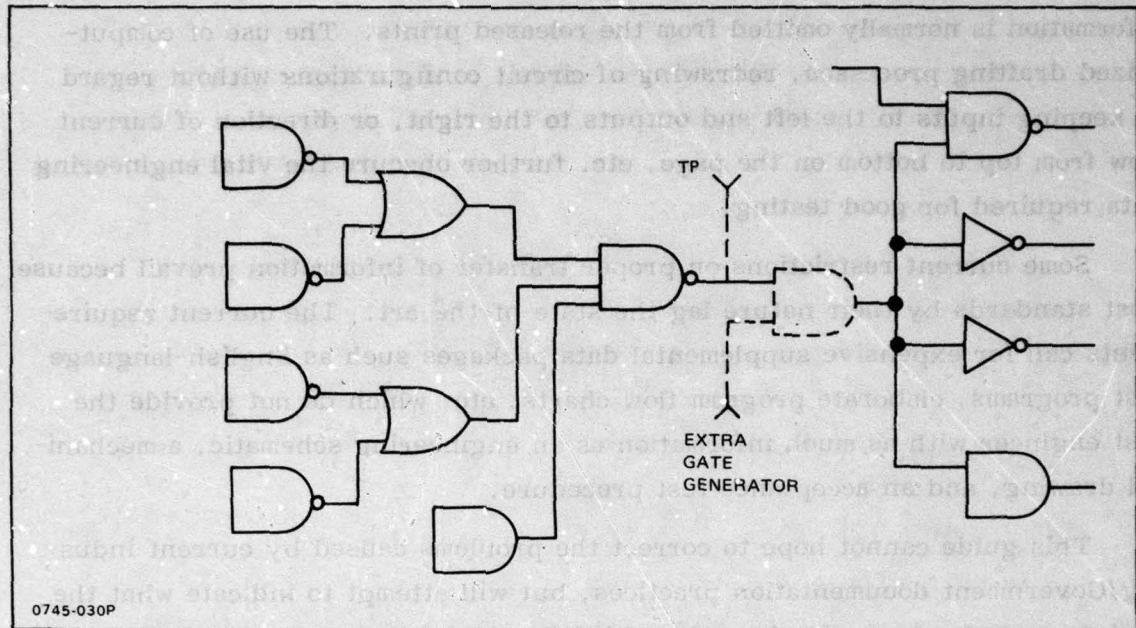 formation is normally omitted from the released prints. The use of comput-
ized drafting processes, redrawing of circuit configurations without regard
keeping inputs to the left and outputs to the right, or direction of current
ow from top to bottom on the page, etc. further obscure the vital engineering
ts required for good testing.
TP
Some current restrictions on proper transfer of information prevail because
st standards by their nature lag the state of the art. The current require-
ts call for expensive supplemental data packages such as English-language
st programs, elaborate program flow charts, etc. which do not provide the
st engineer with as much information as an engineering schematic, a mechani-
l drawing, and an acceptance test procedure.
EXTRA
GATE
GENERATOR
This guide cannot hope to correct the problems caused by current indus-
y/Government documentation practices, but will attempt to indicate what the
0745-030P